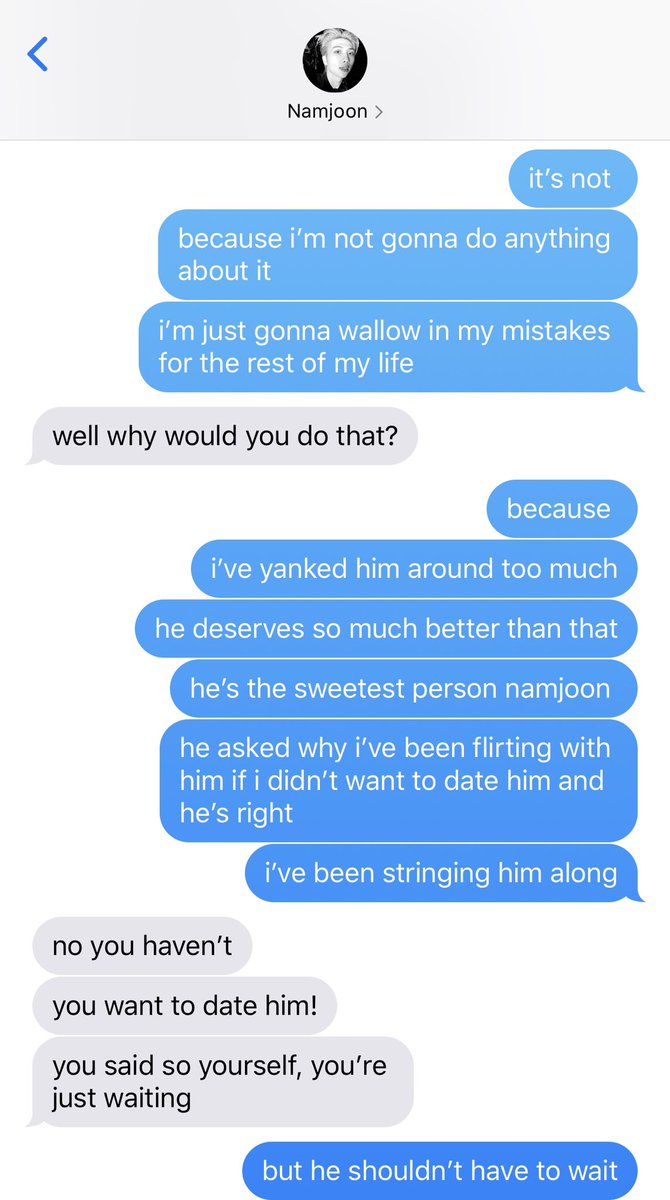 Namjoon
it’s not
because i’m not gonna do anything
about it
i’m just gonna wallow in my mistakes
for the rest of my life
well why would you do that?
because
i’ve yanked him around too much
he deserves so much better than that
he’s the sweetest person namjoon
he asked why i’ve been flirting with
him if i didn’t want to date him and
he’s right
i’ve been stringing him along
no you haven’t
you want to date him!
you said so yourself, you’re
just waiting
but he shouldn’t have to wait